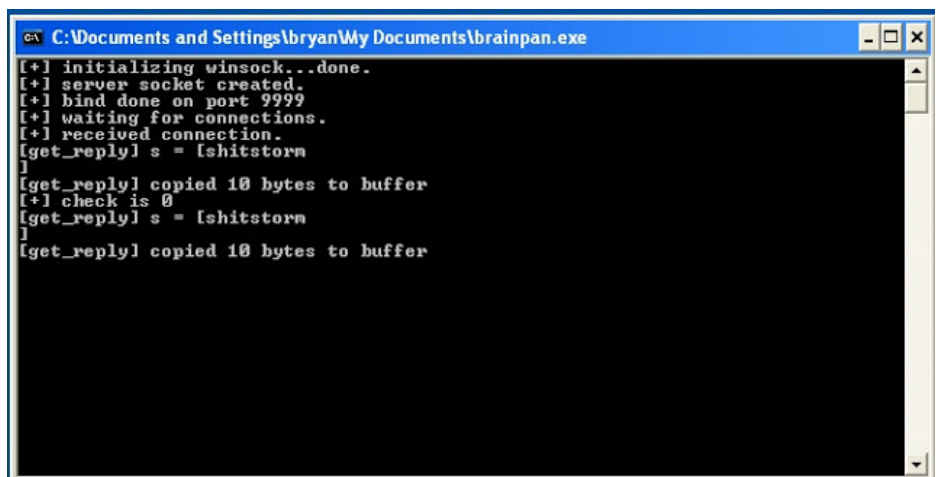 C:\Documents and Settings\bryan\My Documents\brainpan.exe
[+] initializing winsock...done.
[+] server socket created.
[+] bind done on port 9999
[+] waiting for connections.
[+] received connection.
[get_reply] s = [shitstorm
]
[get_reply] copied 10 bytes to buffer
[+] check is 0
[get_reply] s = [shitstorm
]
[get_reply] copied 10 bytes to buffer